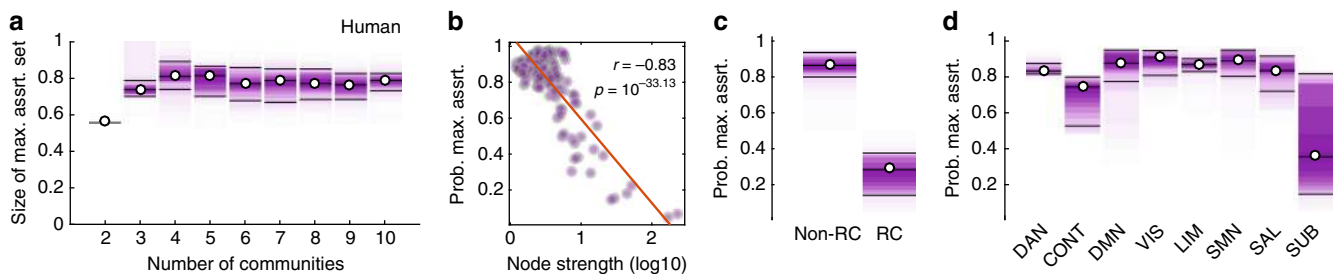 a
Human
Size of max. assrt. set
1
0.8
0.6
0.4
0.2
0
2 3 4 5 6 7 8 9 10
Number of communities
b
Prob. max. assrt.
1
0.8
0.6
0.4
0.2
r = −0.83
p = 10^−33.13
0 1 2
Node strength (log10)
c
Prob. max. assrt.
1
0.8
0.6
0.4
0.2
Non-RC RC
d
Prob. max. assrt.
1
0.8
0.6
0.4
0.2
DAN CONT DMN VIS LIM SMN SAL SUB